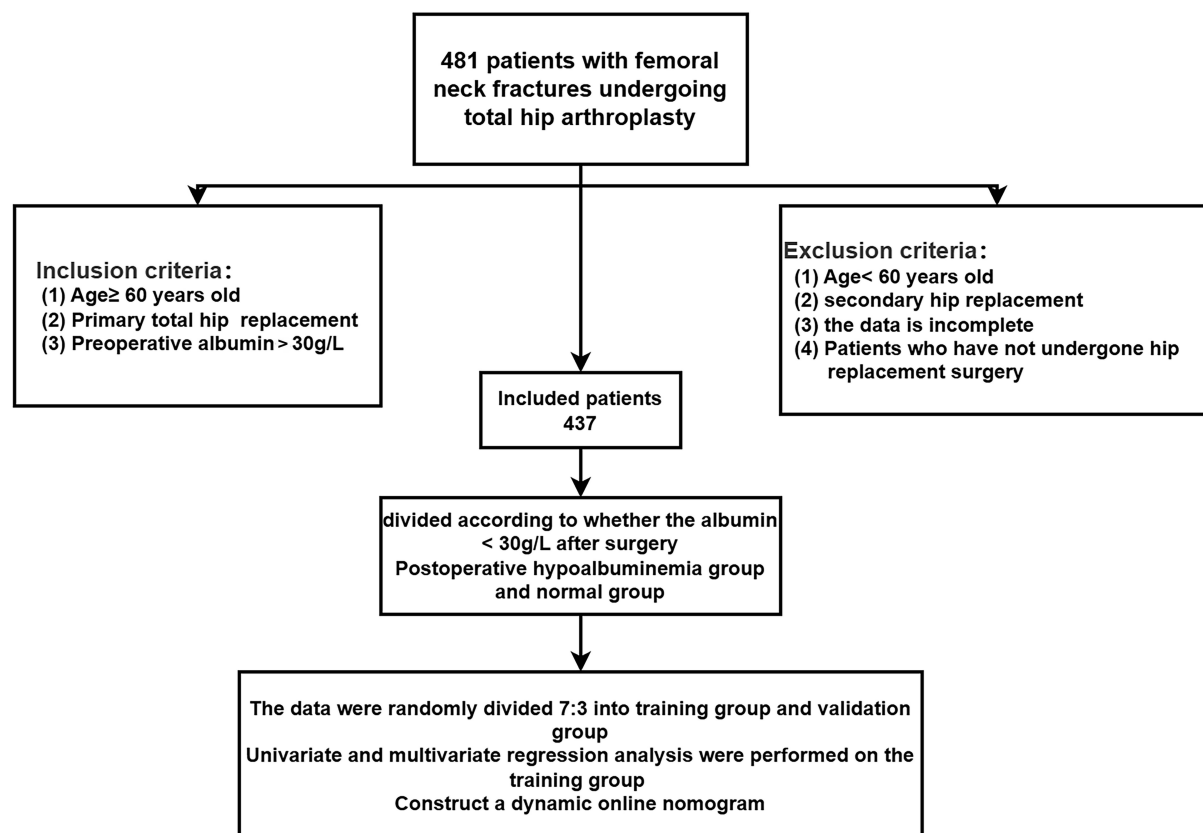 481 patients with femoral
neck fractures undergoing
total hip arthroplasty
Inclusion criteria:
(1) Age≥ 60 years old
(2) Primary total hip replacement
(3) Preoperative albumin > 30g/L
Exclusion criteria:
(1) Age< 60 years old
(2) secondary hip replacement
(3) the data is incomplete
(4) Patients who have not undergone hip
replacement surgery
Included patients
437
divided according to whether the albumin
< 30g/L after surgery
Postoperative hypoalbuminemia group
and normal group
The data were randomly divided 7:3 into training group and validation
group
Univariate and multivariate regression analysis were performed on the
training group
Construct a dynamic online nomogram